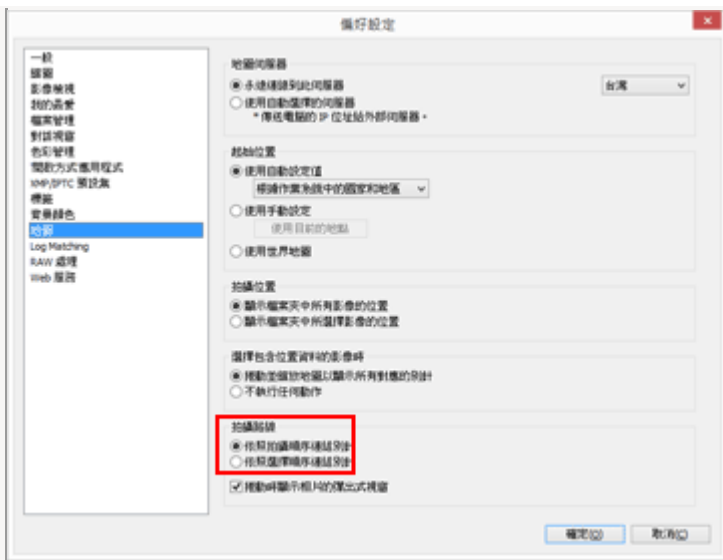 偏好設定
一般
縮圖
影像檢視
我的最愛
檔案管理
對話視窗
色彩管理
開啟方式應用程式
XMP/IPTC 預設集
標籤
背景顏色
地圖
Log Matching
RAW 處理
Web 服務
地圖伺服器
永遠連線到此伺服器
台灣
使用自動選擇的伺服器
* 傳送電腦的 IP 位址給外部伺服器。
起始位置
使用自動設定值
根據作業系統中的國家和地區
使用手動設定
使用目前的地點
使用世界地圖
拍攝位置
顯示檔案夾中所有影像的位置
顯示檔案夾中所選擇影像的位置
選擇包含位置資料的影像時
捲動並縮放地圖以顯示所有對應的別針
不執行任何動作
拍攝路線
依照拍攝順序連結別針
依照選擇順序連結別針
捲動時顯示相片的彈出式視窗
確定(O)
取消(C)